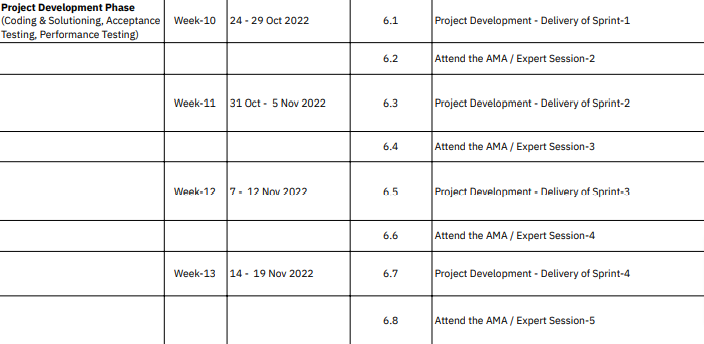 Project Development Phase
(Coding & Solutioning, Acceptance Testing, Performance Testing) Week-10 24 - 29 Oct 2022 6.1 Project Development - Delivery of Sprint-1
6.2 Attend the AMA / Expert Session-2
Week-11 31 Oct - 5 Nov 2022 6.3 Project Development - Delivery of Sprint-2
6.4 Attend the AMA / Expert Session-3
Week-12 7 - 12 Nov 2022 6.5 Project Development - Delivery of Sprint-3
6.6 Attend the AMA / Expert Session-4
Week-13 14 - 19 Nov 2022 6.7 Project Development - Delivery of Sprint-4
6.8 Attend the AMA / Expert Session-5